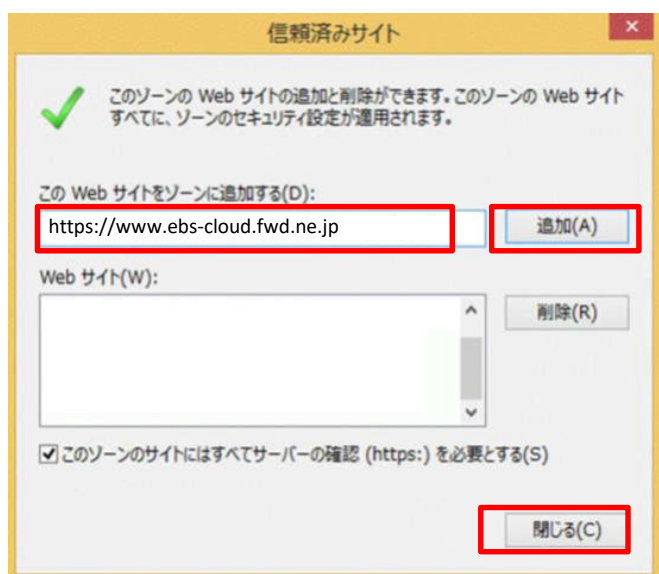 信頼済みサイト
このゾーンの Web サイトの追加と削除ができます。このゾーンの Web サイト
すべてに、ゾーンのセキュリティ設定が適用されます。
この Web サイトをゾーンに追加する(D):
https://www.ebs-cloud.fwd.ne.jp
追加(A)
Web サイト(W):
削除(R)
このゾーンのサイトにはすべてサーバーの確認 (https:) を必要とする(S)
閉じる(C)